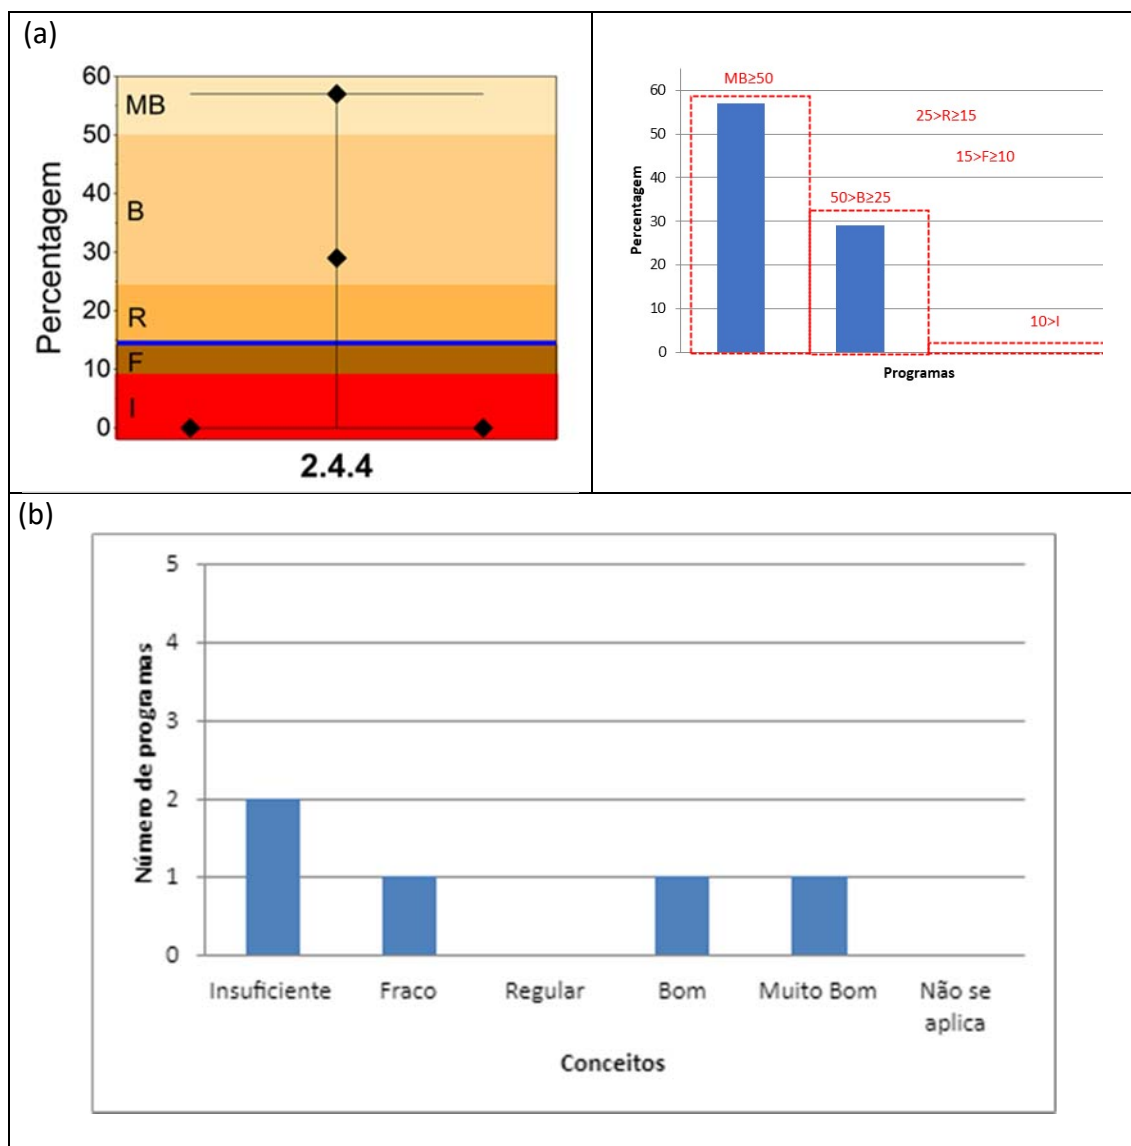 (a)
Percentagem
60
50
40
30
20
10
0
MB
B
R
F
I
2.4.4
Percentagem
60
50
40
30
20
10
0
MB≥50
25>R≥15
15>F≥10
50>B≥25
10>I
Programas
(b)
Número de programas
5
4
3
2
1
0
Insuficiente Fraco Regular Bom Muito Bom Não se
aplica
Conceitos